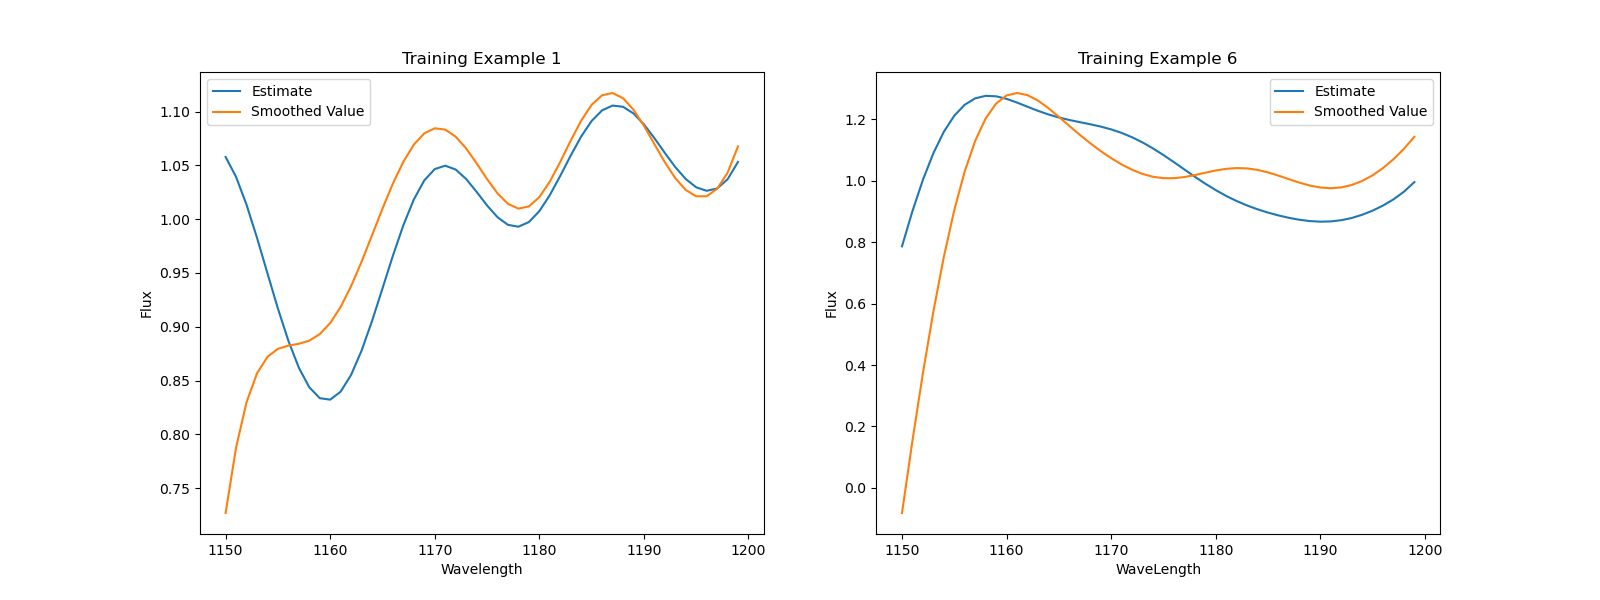 Training Example 1
Estimate
Smoothed Value
Flux
1.10
1.05
1.00
0.95
0.90
0.85
0.80
0.75
1150 1160 1170 1180 1190 1200
Wavelength
Training Example 6
Estimate
Smoothed Value
Flux
1.2
1.0
0.8
0.6
0.4
0.2
0.0
1150 1160 1170 1180 1190 1200
WaveLength